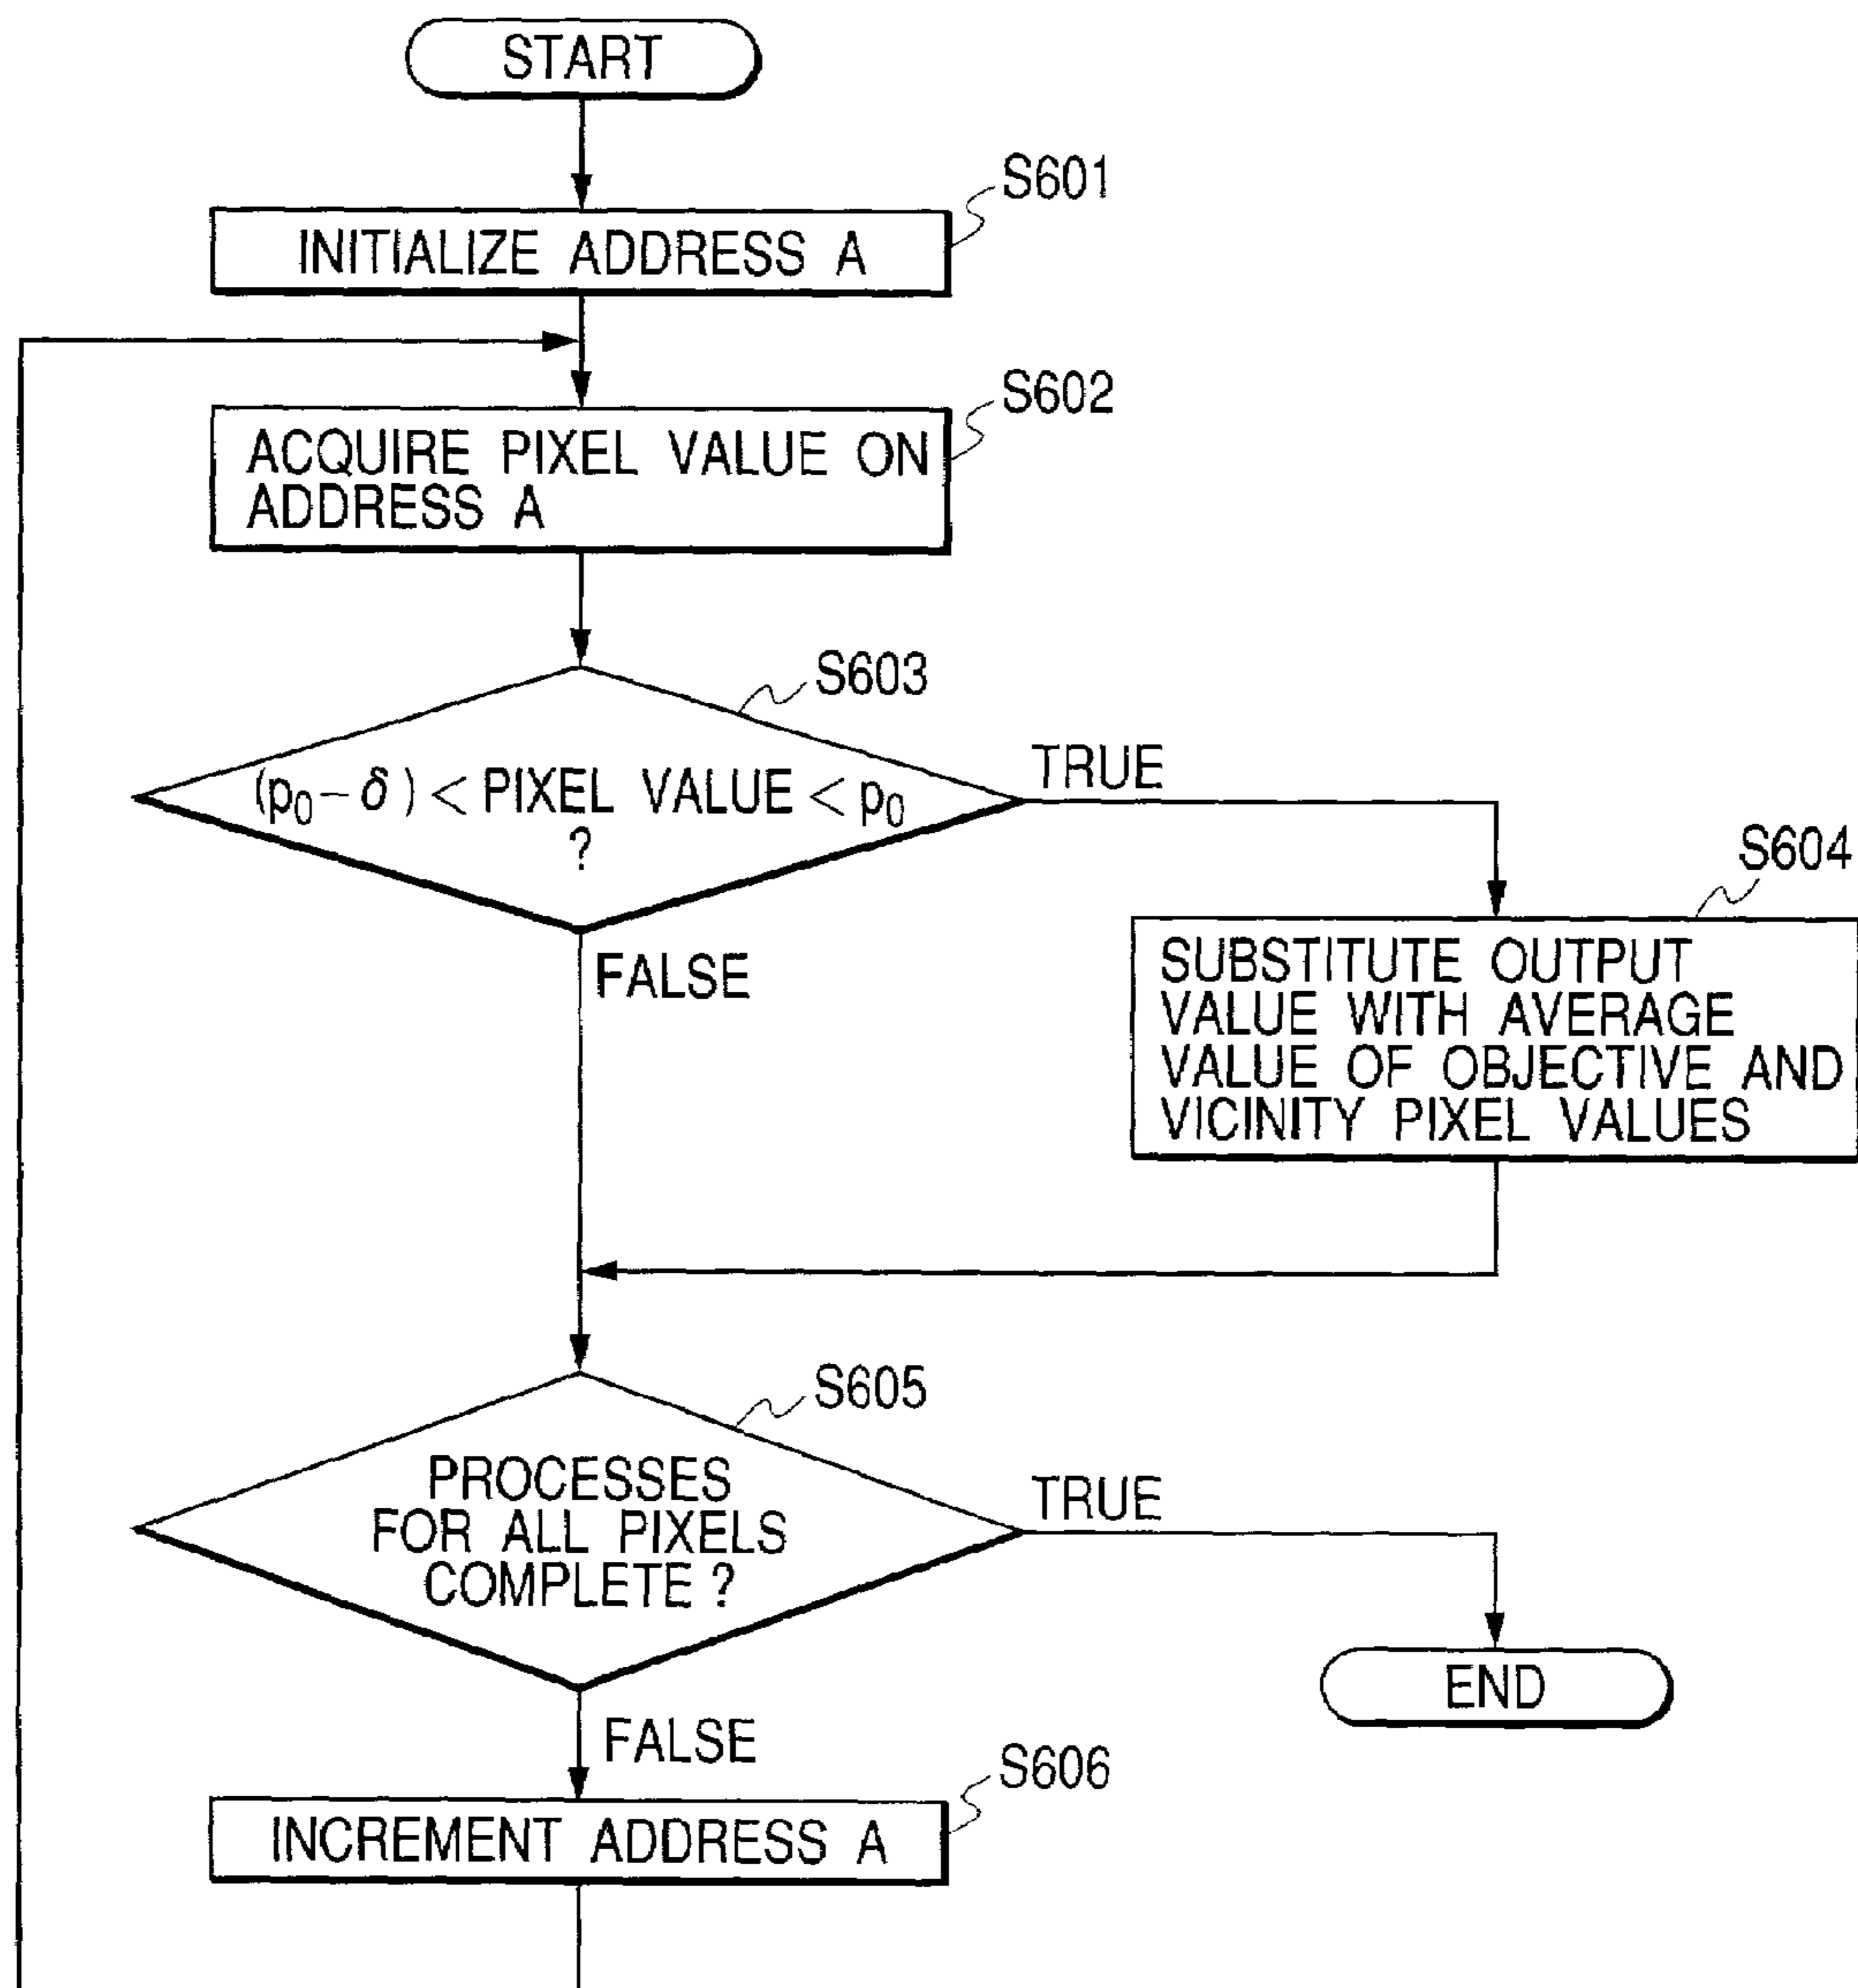 START
S601
INITIALIZE ADDRESS A
S602
ACQUIRE PIXEL VALUE ON
ADDRESS A
S603
(p₀−δ) < PIXEL VALUE < p₀
?
TRUE
FALSE
S604
SUBSTITUTE OUTPUT
VALUE WITH AVERAGE
VALUE OF OBJECTIVE AND
VICINITY PIXEL VALUES
S605
PROCESSES
FOR ALL PIXELS
COMPLETE ?
TRUE
END
FALSE
S606
INCREMENT ADDRESS A